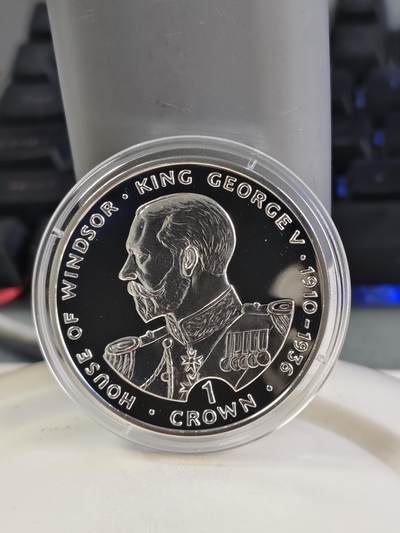 HOUSE OF WINDSOR · KING GEORGE V · 1910-1936 ·
1
CROWN ·